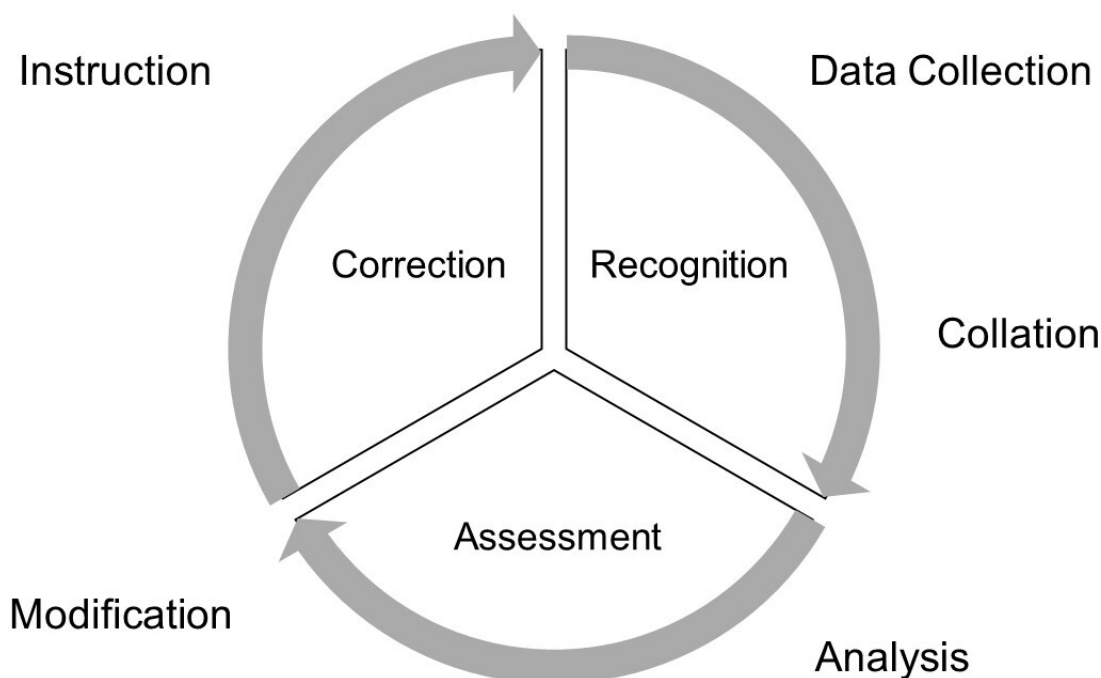 Instruction
Data Collection
Correction
Recognition
Collation
Assessment
Modification
Analysis